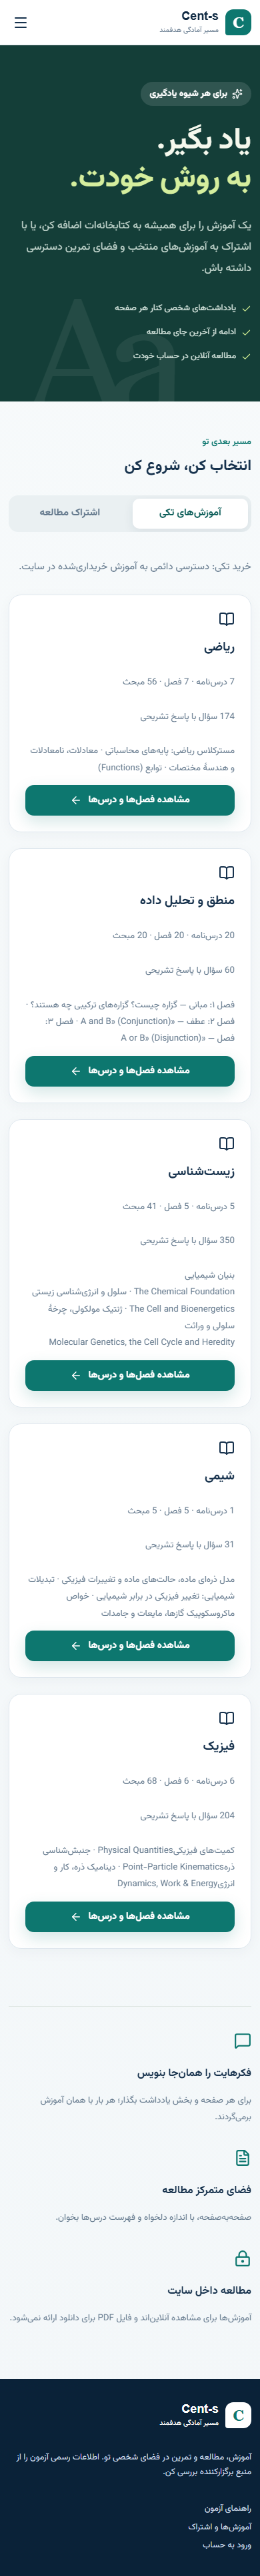 Cent-s
مسیر آمادگی هدفمند
C
برای هر شیوه یادگیری
یاد بگیر.
به روش خودت.
یک آموزش را برای همیشه به کتابخانه‌ات اضافه کن، یا با
اشتراک به آموزش‌های منتخب و فضای تمرین دسترسی
داشته باش.
یادداشت‌های شخصی کنار هر صفحه
ادامه از آخرین جای مطالعه
مطالعه آنلاین در حساب خودت
Aa
مسیر بعدی تو
انتخاب کن، شروع کن
آموزش‌های تکی
اشتراک مطالعه
خرید تکی: دسترسی دائمی به آموزش خریداری‌شده در سایت.
ریاضی
7 درس‌نامه · 7 فصل · 56 مبحث
174 سؤال با پاسخ تشریحی
مسترکلاس ریاضی: پایه‌های محاسباتی · معادلات، نامعادلات
و هندسهٔ مختصات · توابع (Functions)
مشاهده فصل‌ها و درس‌ها
منطق و تحلیل داده
20 درس‌نامه · 20 فصل · 20 مبحث
60 سؤال با پاسخ تشریحی
فصل ۱: مبانی — گزاره چیست؟ گزاره‌های ترکیبی چه هستند؟ ·
فصل ۲: عطف — «A and B» (Conjunction) · فصل ۳:
فصل — «A or B» (Disjunction)
مشاهده فصل‌ها و درس‌ها
زیست‌شناسی
5 درس‌نامه · 5 فصل · 41 مبحث
350 سؤال با پاسخ تشریحی
بنیان شیمیایی
The Chemical Foundation · سلول و انرژی‌شناسی زیستی
The Cell and Bioenergetics · ژنتیک مولکولی، چرخهٔ
سلولی و وراثت
Molecular Genetics, the Cell Cycle and Heredity
مشاهده فصل‌ها و درس‌ها
شیمی
1 درس‌نامه · 5 فصل · 5 مبحث
31 سؤال با پاسخ تشریحی
مدل ذره‌ای ماده، حالت‌های ماده و تغییرات فیزیکی · تبدیلات
شیمیایی: تغییر فیزیکی در برابر شیمیایی · خواص
ماکروسکوپیک گازها، مایعات و جامدات
مشاهده فصل‌ها و درس‌ها
فیزیک
6 درس‌نامه · 6 فصل · 68 مبحث
204 سؤال با پاسخ تشریحی
کمیت‌های فیزیکیPhysical Quantities · جنبش‌شناسی
ذرهPoint-Particle Kinematics · دینامیک ذره، کار و
انرژیDynamics, Work & Energy
مشاهده فصل‌ها و درس‌ها
فکرهایت را همان‌جا بنویس
برای هر صفحه و بخش یادداشت بگذار؛ هر بار با همان آموزش
برمی‌گردند.
فضای متمرکز مطالعه
صفحه‌به‌صفحه، با اندازه دلخواه و فهرست درس‌ها بخوان.
مطالعه داخل سایت
آموزش‌ها برای مشاهده آنلاین‌اند و فایل PDF برای دانلود ارائه نمی‌شود.
Cent-s
مسیر آمادگی هدفمند
C
آموزش، مطالعه و تمرین در فضای شخصی تو. اطلاعات رسمی آزمون را از
منبع برگزارکننده بررسی کن.
راهنمای آزمون
آموزش‌ها و اشتراک
ورود به حساب